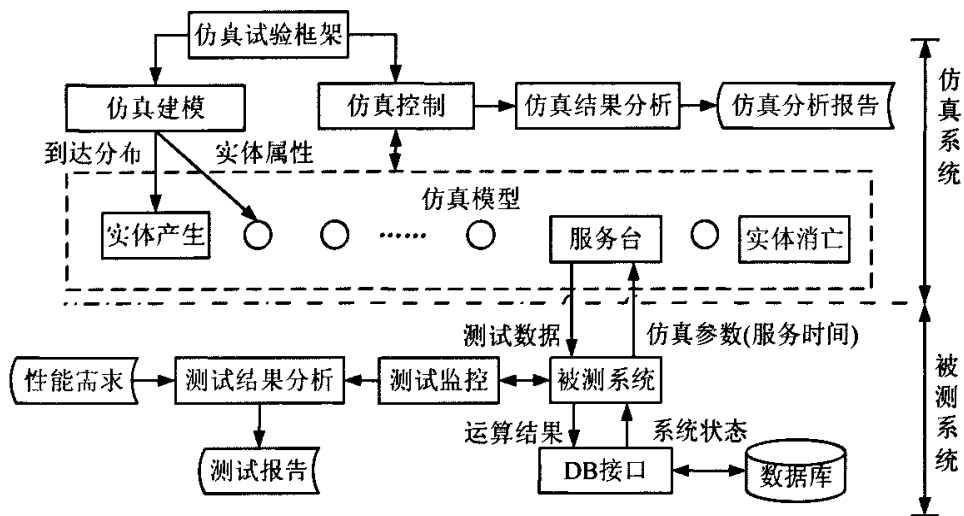 仿真试验框架
仿真建模
仿真控制
仿真结果分析
仿真分析报告
仿真系统
到达分布
实体属性
仿真模型
实体产生
……
服务台
实体消亡
测试数据
仿真参数(服务时间)
性能需求
测试结果分析
测试监控
被测系统
被测系统
运算结果
系统状态
测试报告
DB接口
数据库